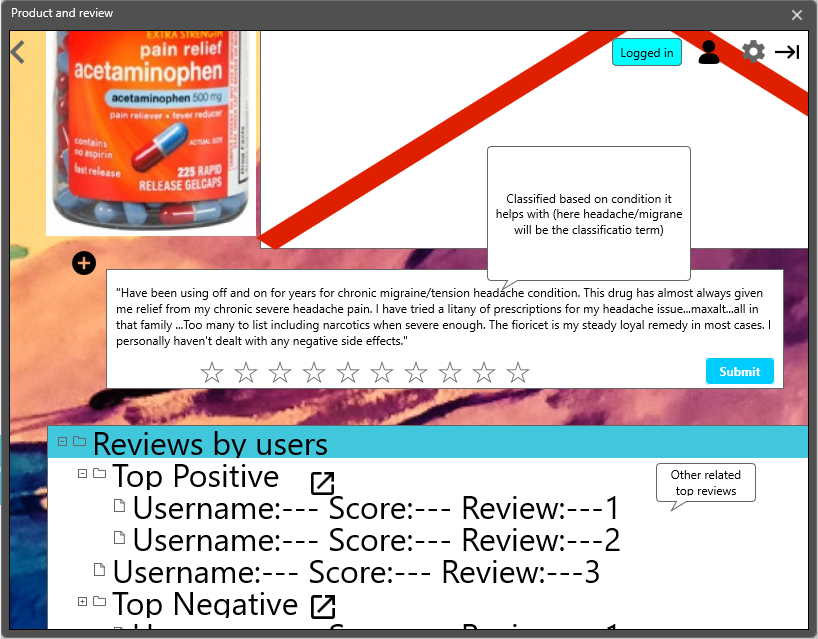 Product and review
EXTRA STRENGTH
pain relief
acetaminophen
acetaminophen 500 mg
pain reliever • fever reducer
contains
no aspirin
ACTUAL SIZE
fast release
225 RAPID
RELEASE GELCAPS
Drug Facts
Logged in
Classified based on condition it
helps with (here headache/migrane
will be the classificatio term)
"Have been using off and on for years for chronic migraine/tension headache condition. This drug has almost always given
me relief from my chronic severe headache pain. I have tried a litany of prescriptions for my headache issue...maxalt...all in
that family ...Too many to list including narcotics when severe enough. The fioricet is my steady loyal remedy in most cases. I
personally haven't dealt with any negative side effects."
Submit
Reviews by users
Top Positive
Other related
top reviews
Username:--- Score:--- Review:---1
Username:--- Score:--- Review:---2
Username:--- Score:--- Review:---3
Top Negative
Username:--- Score:--- Review:---1